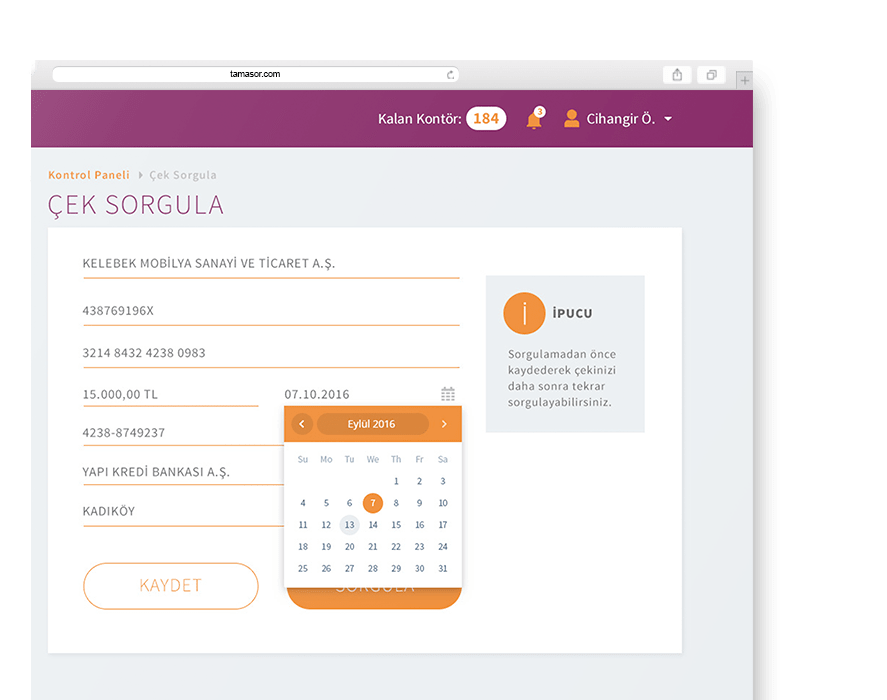 tamasor.com
Kalan Kontör: 184
3
Cihangir Ö.
Kontrol Paneli Çek Sorgula
ÇEK SORGULA
KELEBEK MOBİLYA SANAYİ VE TİCARET A.Ş.
438769196X
3214 8432 4238 0983
15.000,00 TL
07.10.2016
4238-8749237
YAPI KREDİ BANKASI A.Ş.
KADIKÖY
Eylül 2016
Su Mo Tu We Th Fr Sa
1 2 3
4 5 6 7 8 9 10
11 12 13 14 15 16 17
18 19 20 21 22 23 24
25 26 27 28 29 30 31
KAYDET
SORGULA
i
İPUCU
Sorgulamadan önce
kaydederek çekinizi
daha sonra tekrar
sorgulayabilirsiniz.